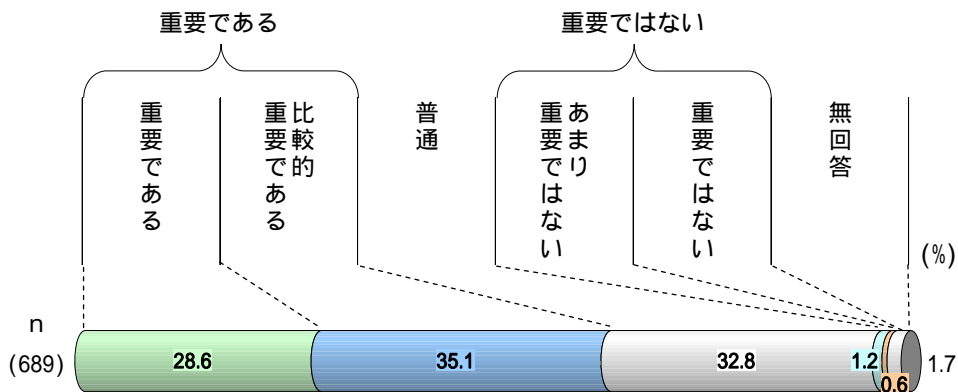 重要である
重要ではない
重要である
比較的
重要である
普通
あまり
重要ではない
重要ではない
無回答
(%)
n
(689)
28.6
35.1
32.8
1.2
0.6
1.7